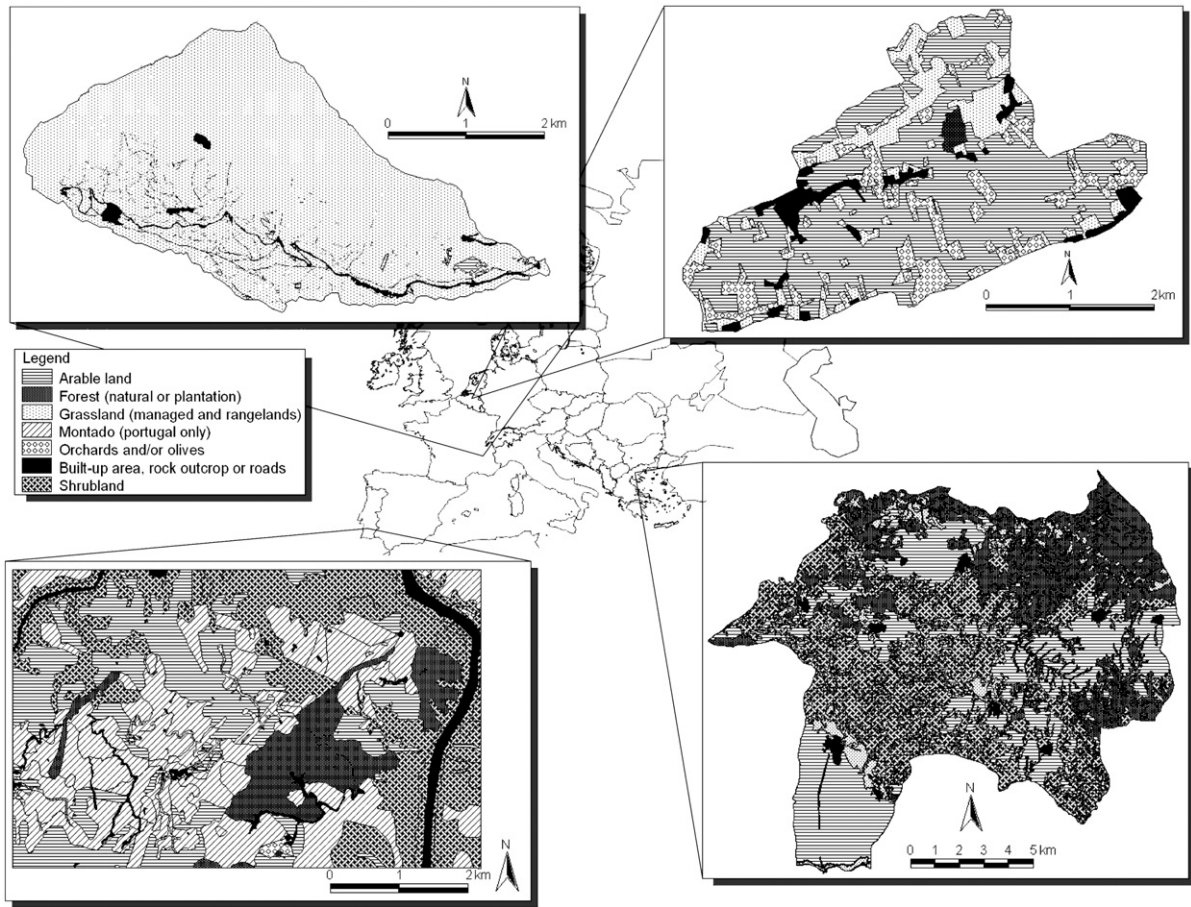 N
0 1 2 km
N
0 1 2km
Legend
Arable land
Forest (natural or plantation)
Grassland (managed and rangelands)
Montado (portugal only)
Orchards and/or olives
Built-up area, rock outcrop or roads
Shrubland
N
0 1 2 km
N
0 1 2 3 4 5 km